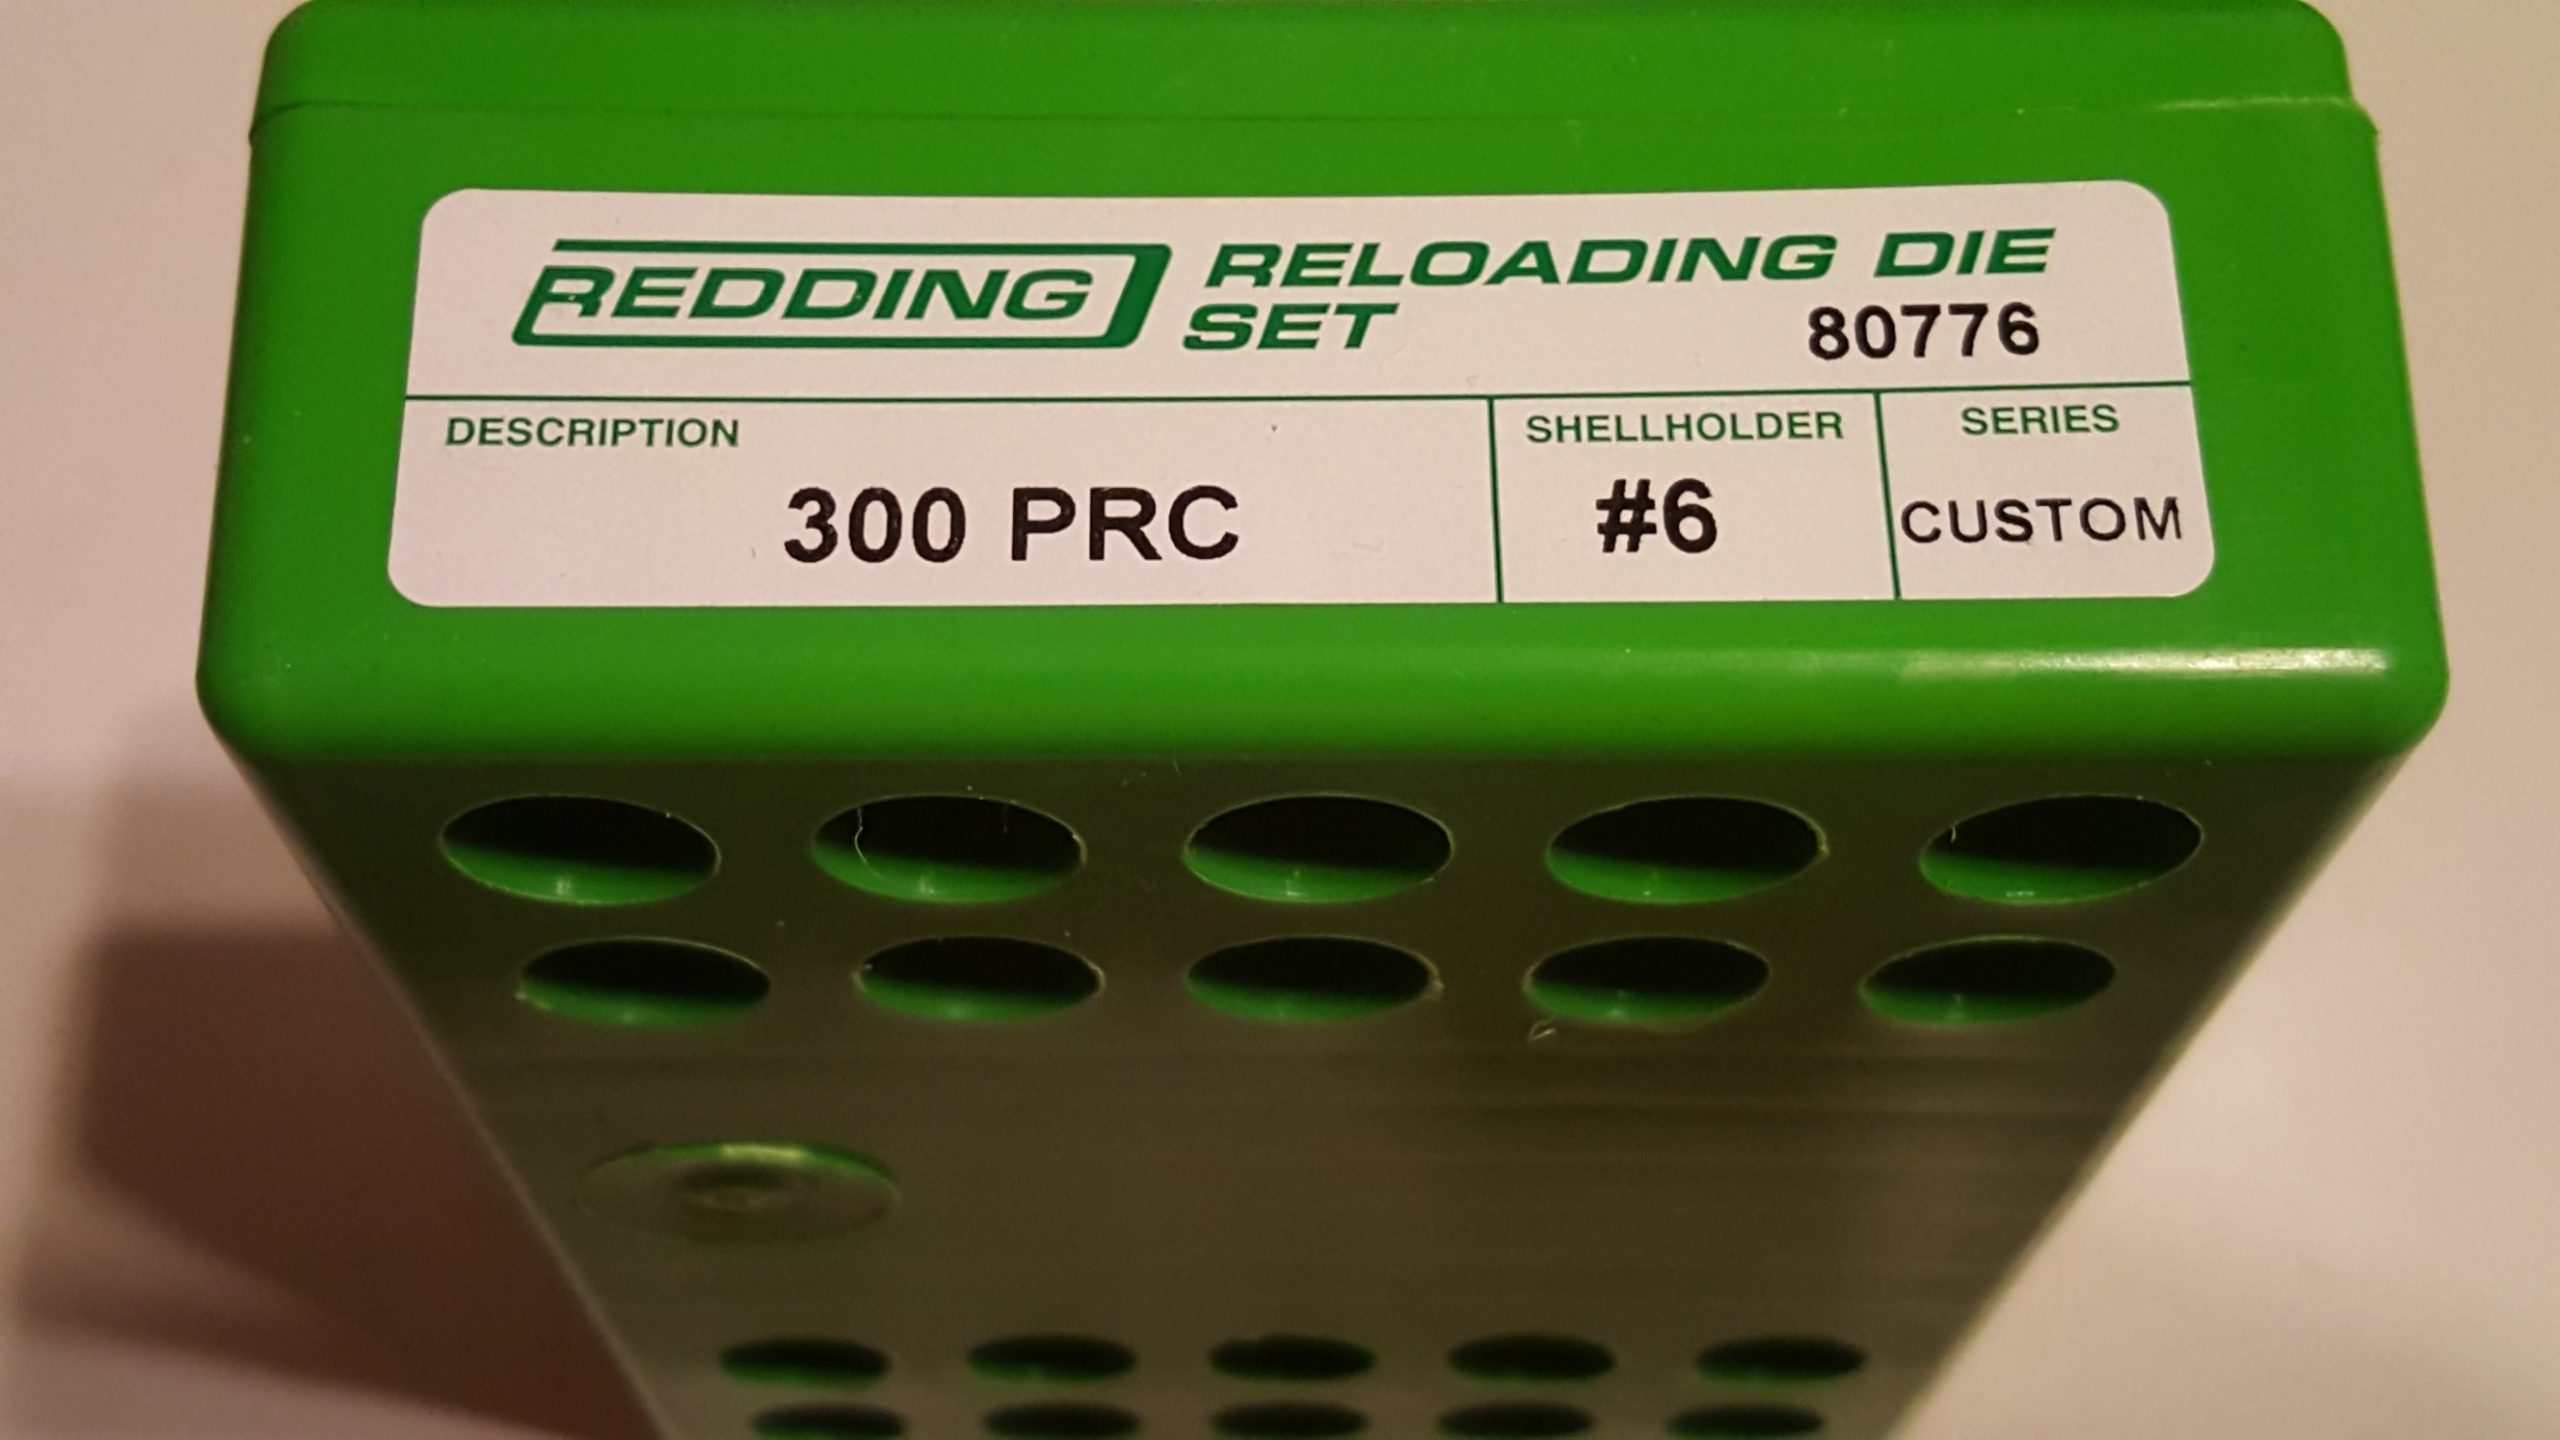 REDDING RELOADING DIE
SET 80776
DESCRIPTION SHELLHOLDER SERIES
300 PRC #6 CUSTOM